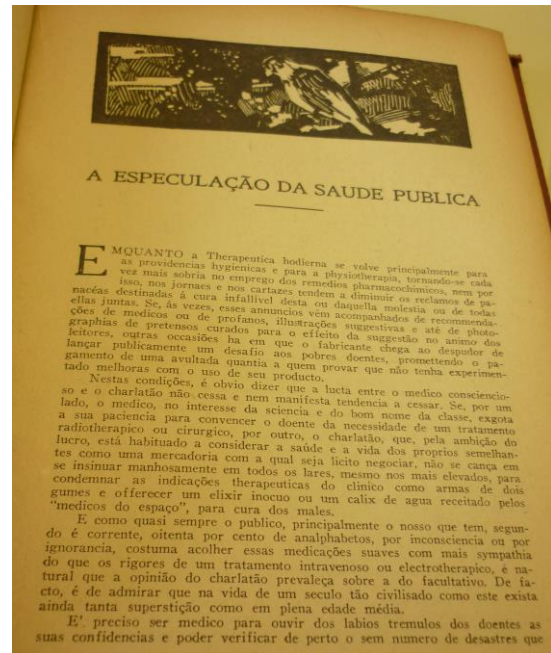 A ESPECULAÇÃO DA SAUDE PUBLICA
EMQUANTO a Therapeutica hodierna se volve principalmente para
as providencias hygienicas e para a physiotherapia, tornando-se cada
vez mais sobria no emprego dos remedios pharmacochimicos, nem por
isso, nos jornaes e nos cartazes tendem a diminuir os reclamos de pa-
nacéas destinadas á cura infallivel desta ou daquella molestia ou de todas
ellas juntas. Se, ás vezes, esses annuncios vêm acompanhados de recommenda-
ções de medicos ou de profanos, illustrações suggestivas e até de photo-
graphias de pretensos curados para o effeito da suggestão no animo dos
leitores, outras occasiões ha em que o fabricante chega ao despudor de
lançar publicamente um desafio aos pobres doentes, promettendo o pa-
gamento de uma avultada quantia a quem provar que não tenha experimen-
tado melhoras com o uso de seu producto.
Nestas condições, é obvio dizer que a lucta entre o medico consciencio-
so e o charlatão não cessa e nem manifesta tendencia a cessar. Se, por um
lado, o medico, no interesse da sciencia e do bom nome da classe, exgota
a sua paciencia para convencer o doente da necessidade de um tratamento
radiotherapico ou cirurgico, por outro, o charlatão, que, pela ambição do
lucro, está habituado a considerar a saúde e a vida dos proprios semelhan-
tes como uma mercadoria com a qual seja licito negociar, não se cança em
se insinuar manhosamente em todos os lares, mesmo nos mais elevados, para
condemnar as indicações therapeuticas do clinico como armas de dois
gumes e offerecer um elixir inocuo ou um calix de agua receitado pelos
"medicos do espaço", para cura dos males.
E como quasi sempre o publico, principalmente o nosso que tem, segun-
do é corrente, oitenta por cento de analphabetos, por inconsciencia ou por
ignorancia, costuma acolher essas medicações suaves com mais sympathia
do que os rigores de um tratamento intravenoso ou electrotherapico, é na-
tural que a opinião do charlatão prevaleça sobre a do facultativo. De fa-
cto, é de admirar que na vida de um seculo tão civilisado como este exista
ainda tanta superstição como em plena edade média.
E' preciso ser medico para ouvir dos labios tremulos dos doentes as
suas confidencias e poder verificar de perto o sem numero de desastres que